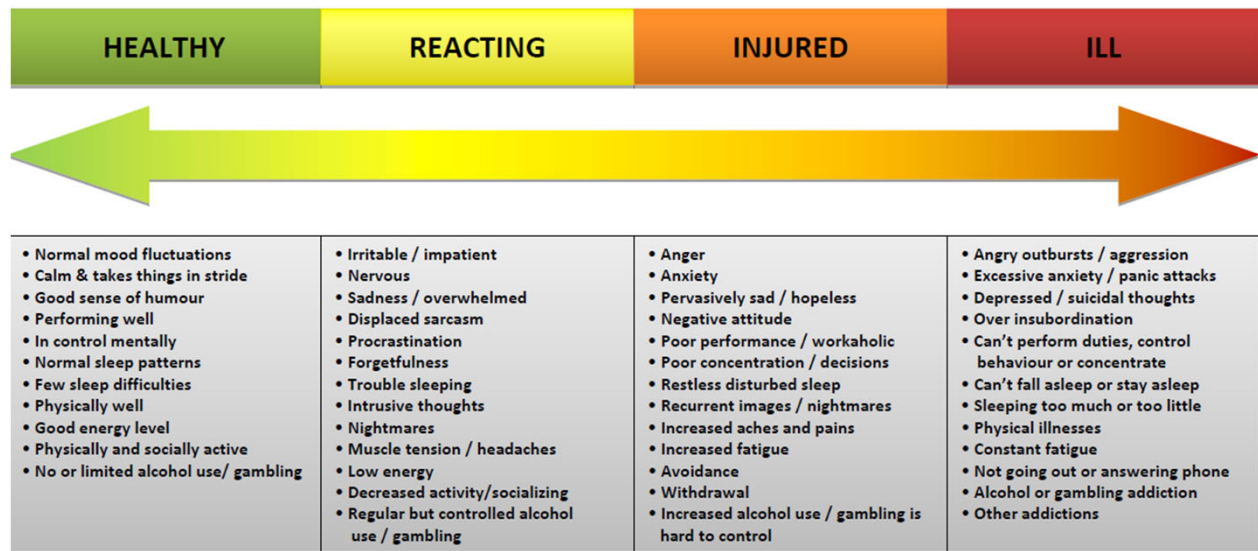 HEALTHY
REACTING
INJURED
ILL
• Normal mood fluctuations
• Calm & takes things in stride
• Good sense of humour
• Performing well
• In control mentally
• Normal sleep patterns
• Few sleep difficulties
• Physically well
• Good energy level
• Physically and socially active
• No or limited alcohol use/ gambling
• Irritable / impatient
• Nervous
• Sadness / overwhelmed
• Displaced sarcasm
• Procrastination
• Forgetfulness
• Trouble sleeping
• Intrusive thoughts
• Nightmares
• Muscle tension / headaches
• Low energy
• Decreased activity/socializing
• Regular but controlled alcohol
use / gambling
• Anger
• Anxiety
• Pervasively sad / hopeless
• Negative attitude
• Poor performance / workaholic
• Poor concentration / decisions
• Restless disturbed sleep
• Recurrent images / nightmares
• Increased aches and pains
• Increased fatigue
• Avoidance
• Withdrawal
• Increased alcohol use / gambling is
hard to control
• Angry outbursts / aggression
• Excessive anxiety / panic attacks
• Depressed / suicidal thoughts
• Over insubordination
• Can't perform duties, control
behaviour or concentrate
• Can't fall asleep or stay asleep
• Sleeping too much or too little
• Physical illnesses
• Constant fatigue
• Not going out or answering phone
• Alcohol or gambling addiction
• Other addictions